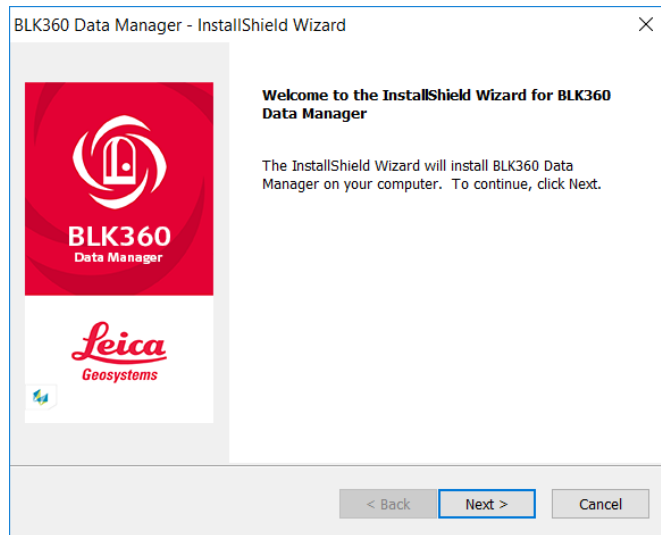 BLK360 Data Manager - InstallShield Wizard
Welcome to the InstallShield Wizard for BLK360
Data Manager
The InstallShield Wizard will install BLK360 Data
Manager on your computer. To continue, click Next.
BLK360
Data Manager
Leica
Geosystems
< Back
Next >
Cancel